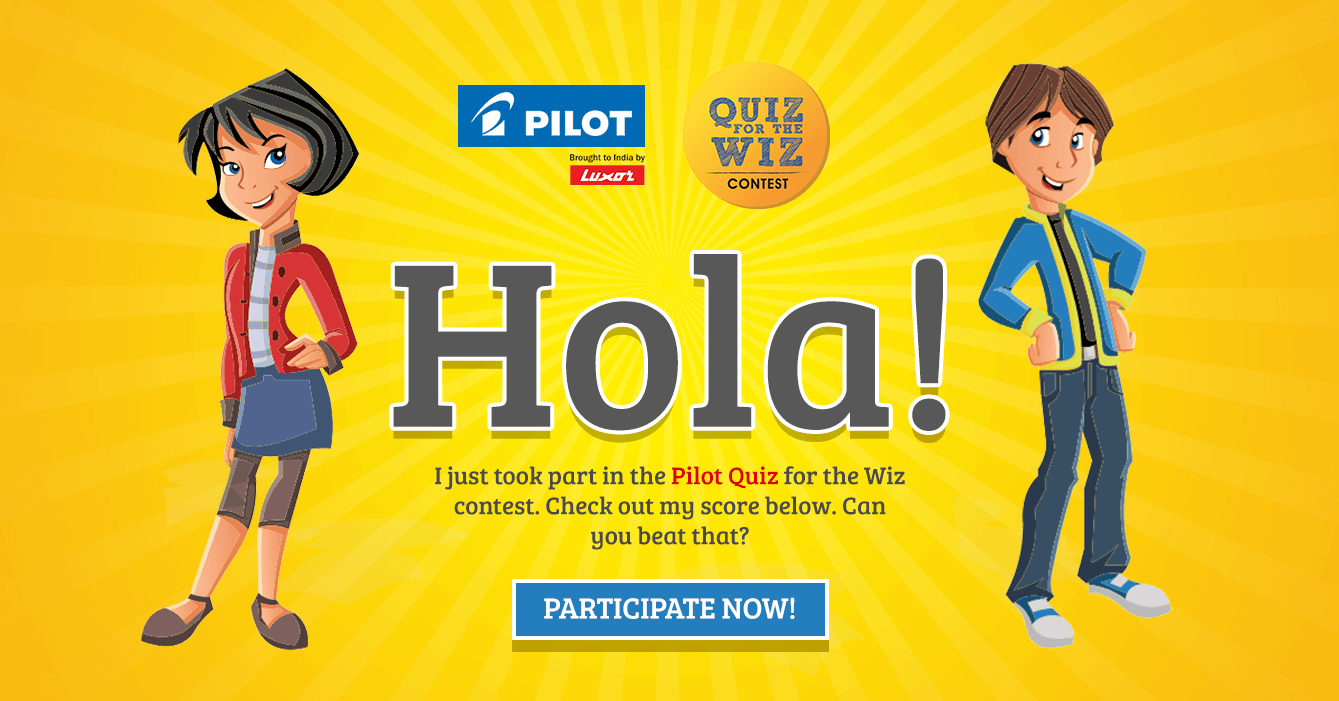 PILOT
Brought to India by
Luxor
QUIZ
FOR THE
WIZ
CONTEST
Hola!
I just took part in the Pilot Quiz for the Wiz
contest. Check out my score below. Can
you beat that?
PARTICIPATE NOW!